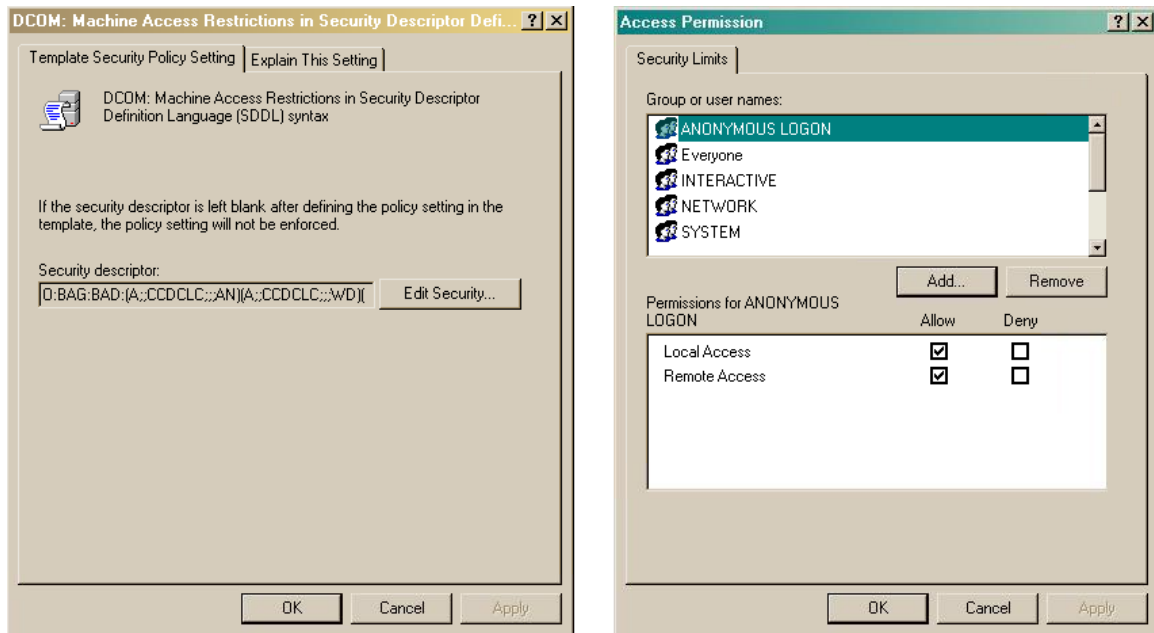 DCOM: Machine Access Restrictions in Security Descriptor Defi...
Template Security Policy Setting
Explain This Setting
DCOM: Machine Access Restrictions in Security Descriptor
Definition Language (SDDL) syntax
If the security descriptor is left blank after defining the policy setting in the
template, the policy setting will not be enforced.
Security descriptor:
O:BAG:BAD:(A;;CCDCLC;;;AN)(A;;CCDCLC;;;WD)(
Edit Security...
OK
Cancel
Apply
Access Permission
Security Limits
Group or user names:
ANONYMOUS LOGON
Everyone
INTERACTIVE
NETWORK
SYSTEM
Add...
Remove
Permissions for ANONYMOUS
LOGON
Allow
Deny
Local Access
Remote Access
OK
Cancel
Apply